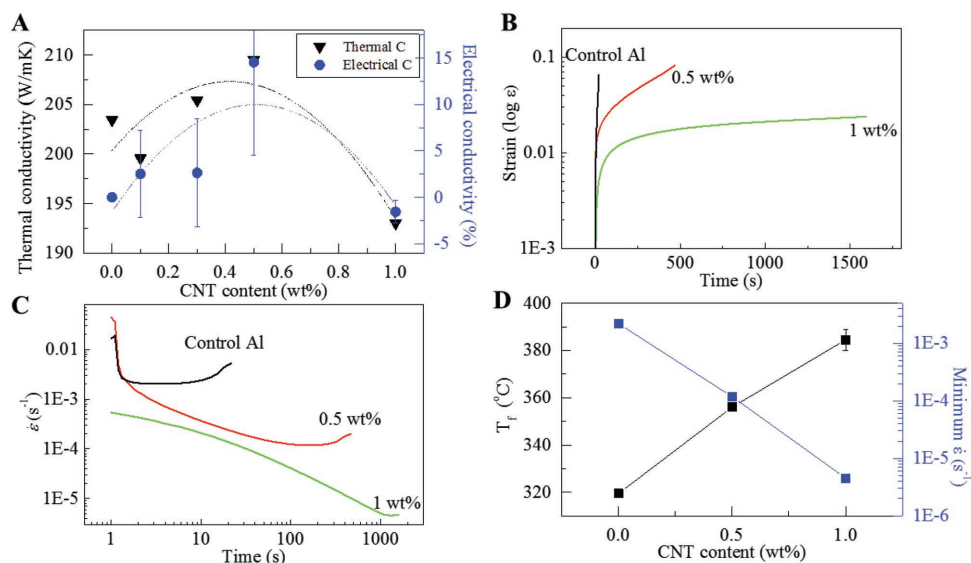 A
Thermal conductivity (W/mK)
210
205
200
195
190
0.0
0.2
0.4
0.6
0.8
1.0
CNT content (wt%)
Thermal C
Electrical C
15
10
5
0
-5
Electrical conductivity (%)
B
Strain (log ε)
0.1
0.01
1E-3
Control Al
0.5 wt%
1 wt%
0
500
1000
1500
Time (s)
C
ε̇ (s⁻¹)
0.01
1E-3
1E-4
1E-5
Control Al
0.5 wt%
1 wt%
1
10
100
1000
Time (s)
D
T_f (°C)
400
380
360
340
320
0.0
0.5
1.0
CNT content (wt%)
1E-3
1E-4
1E-5
1E-6
Minimum ε̇ (s⁻¹)